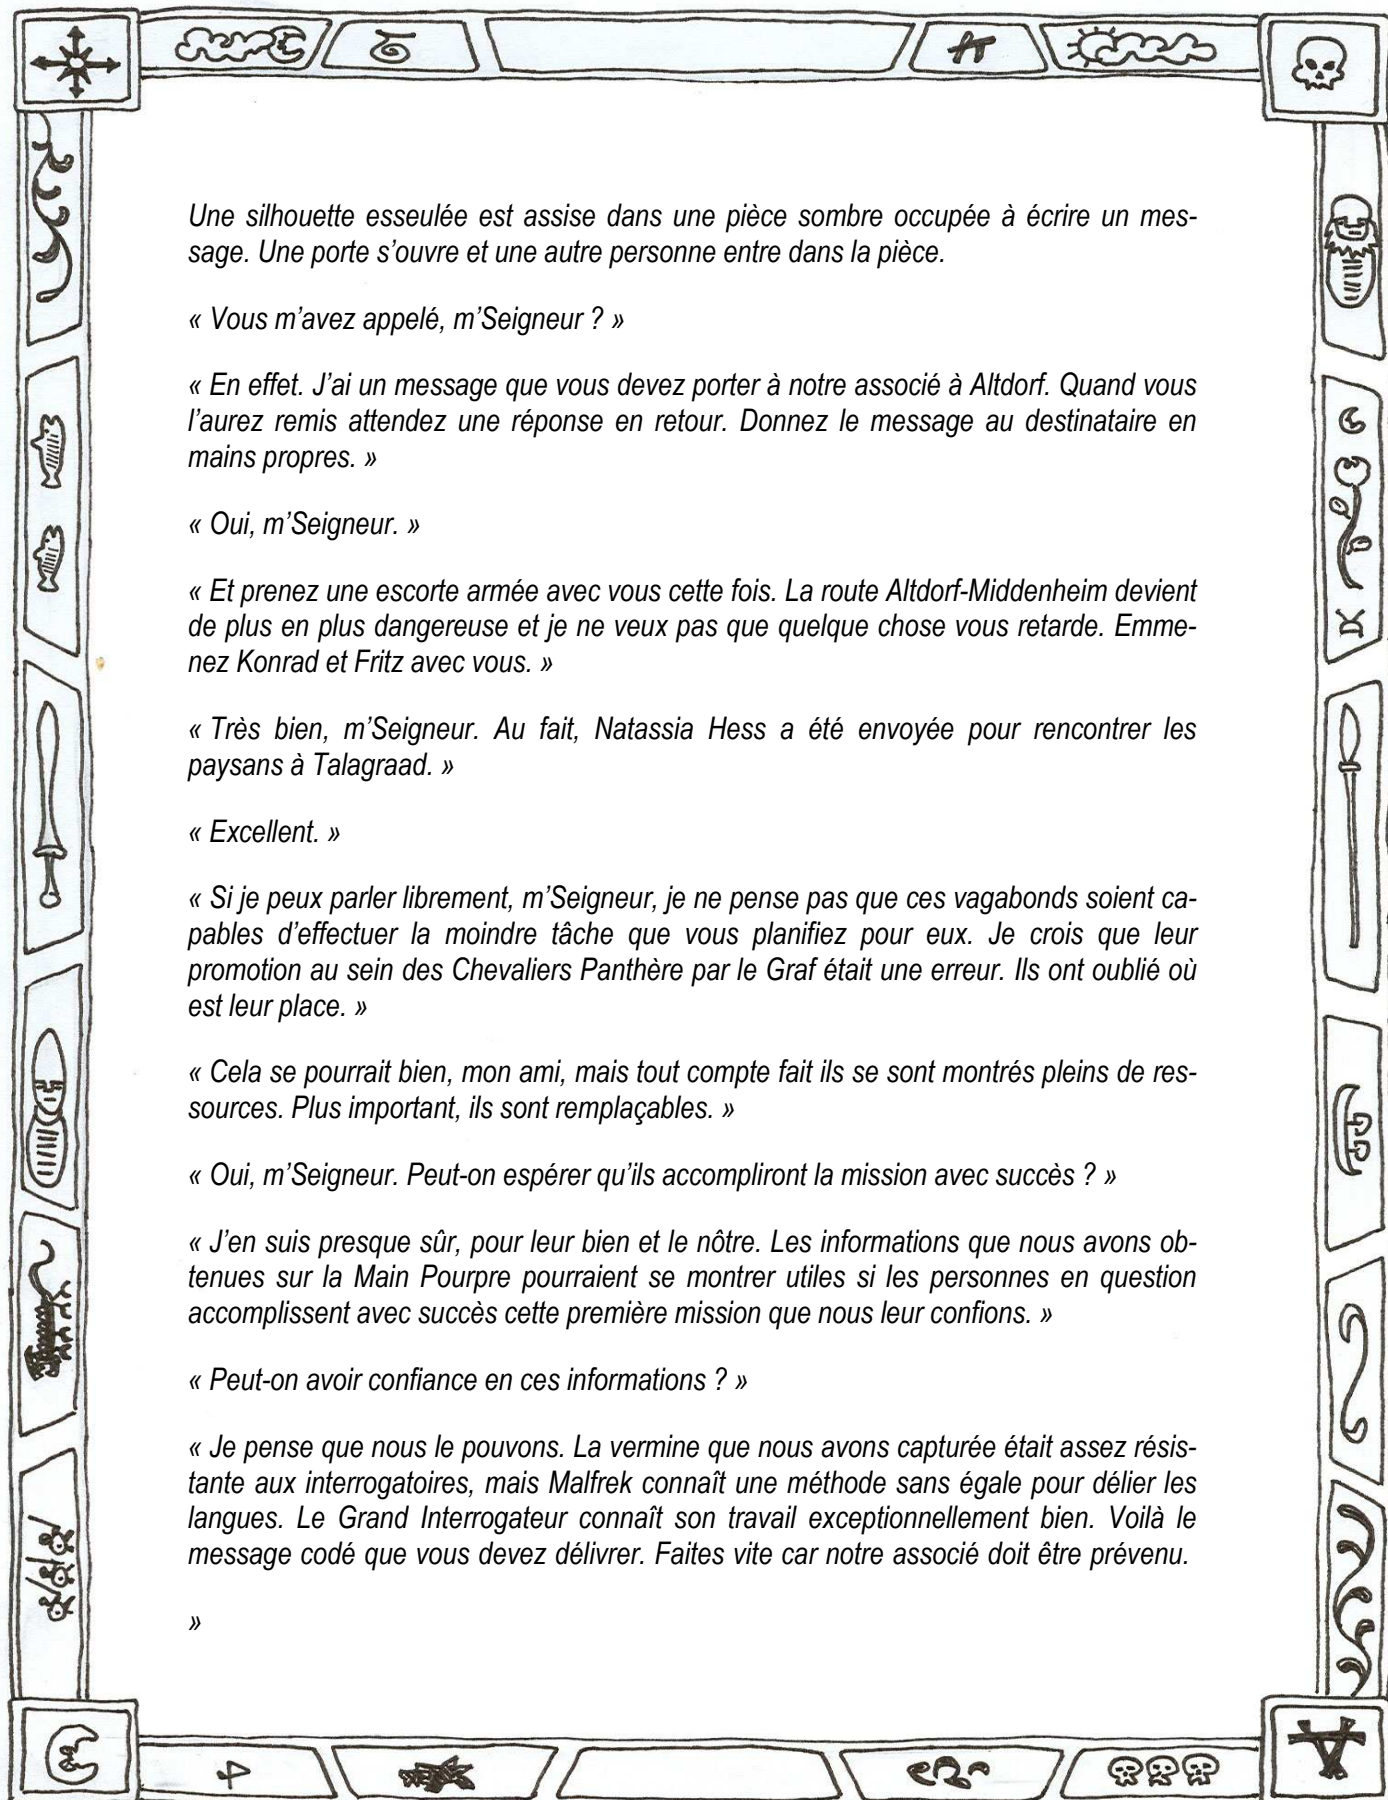 Une silhouette esseulée est assise dans une pièce sombre occupée à écrire un mes-
sage. Une porte s’ouvre et une autre personne entre dans la pièce.
« Vous m’avez appelé, m’Seigneur ? »
« En effet. J’ai un message que vous devez porter à notre associé à Altdorf. Quand vous
l’aurez remis attendez une réponse en retour. Donnez le message au destinataire en
mains propres. »
« Oui, m’Seigneur. »
« Et prenez une escorte armée avec vous cette fois. La route Altdorf-Middenheim devient
de plus en plus dangereuse et je ne veux pas que quelque chose vous retarde. Emme-
nez Konrad et Fritz avec vous. »
« Très bien, m’Seigneur. Au fait, Natassia Hess a été envoyée pour rencontrer les
paysans à Talagraad. »
« Excellent. »
« Si je peux parler librement, m’Seigneur, je ne pense pas que ces vagabonds soient ca-
pables d’effectuer la moindre tâche que vous planifiez pour eux. Je crois que leur
promotion au sein des Chevaliers Panthère par le Graf était une erreur. Ils ont oublié où
est leur place. »
« Cela se pourrait bien, mon ami, mais tout compte fait ils se sont montrés pleins de res-
sources. Plus important, ils sont remplaçables. »
« Oui, m’Seigneur. Peut-on espérer qu’ils accompliront la mission avec succès ? »
« J’en suis presque sûr, pour leur bien et le nôtre. Les informations que nous avons ob-
tenues sur la Main Pourpre pourraient se montrer utiles si les personnes en question
accomplissent avec succès cette première mission que nous leur confions. »
« Peut-on avoir confiance en ces informations ? »
« Je pense que nous le pouvons. La vermine que nous avons capturée était assez résis-
tante aux interrogatoires, mais Malfrek connaît une méthode sans égale pour délier les
langues. Le Grand Interrogateur connaît son travail exceptionnellement bien. Voilà le
message codé que vous devez délivrer. Faites vite car notre associé doit être prévenu.
»